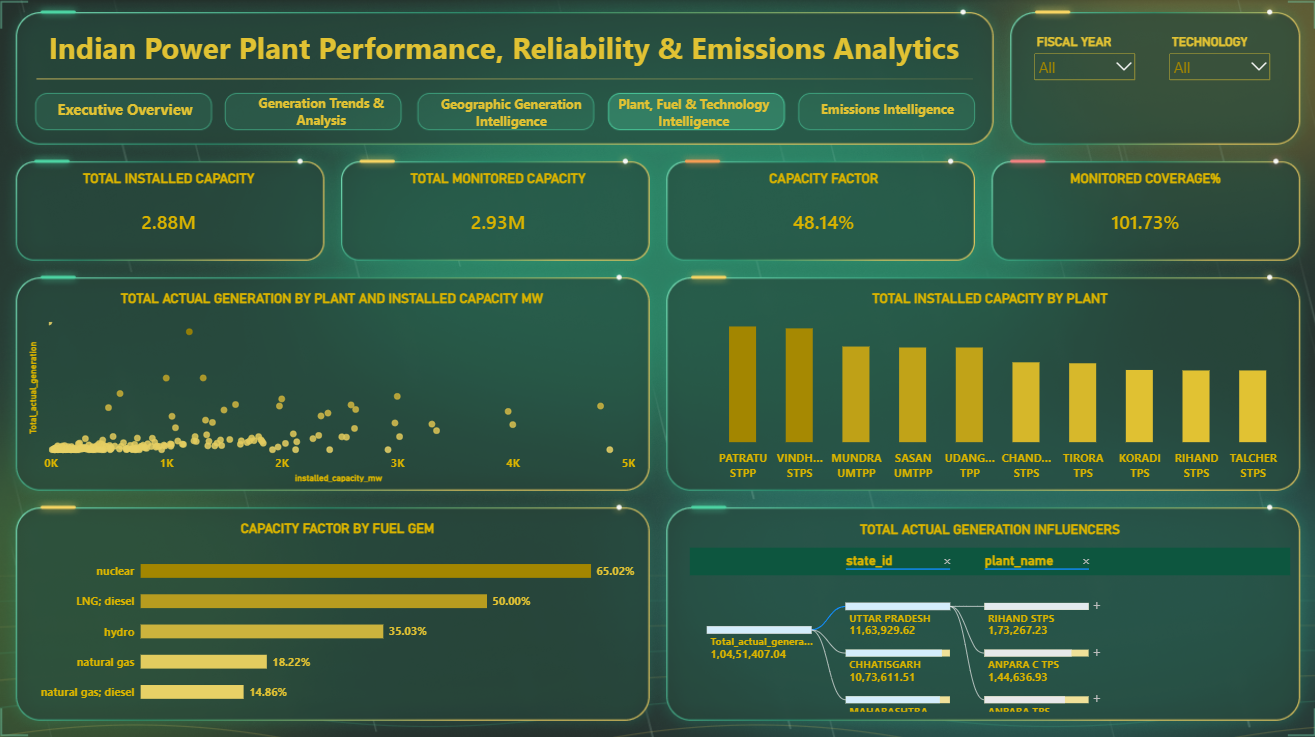 Indian Power Plant Performance, Reliability & Emissions Analytics
FISCAL YEAR
TECHNOLOGY
All
All
Executive Overview
Generation Trends &
Analysis
Geographic Generation
Intelligence
Plant, Fuel & Technology
Intelligence
Emissions Intelligence
TOTAL INSTALLED CAPACITY
2.88M
TOTAL MONITORED CAPACITY
2.93M
CAPACITY FACTOR
48.14%
MONITORED COVERAGE%
101.73%
TOTAL ACTUAL GENERATION BY PLANT AND INSTALLED CAPACITY MW
Total_actual_generation
0K 1K 2K 3K 4K 5K
installed_capacity_mw
TOTAL INSTALLED CAPACITY BY PLANT
PATRATU VINDH... MUNDRA SASAN UDANG... CHAND... TIRORA KORADI RIHAND TALCHER
STPP STPS UMTPP UMTPP TPP STPS TPS TPS STPS STPS
CAPACITY FACTOR BY FUEL GEM
nuclear 65.02%
LNG; diesel 50.00%
hydro 35.03%
natural gas 18.22%
natural gas; diesel 14.86%
TOTAL ACTUAL GENERATION INFLUENCERS
state_id × plant_name ×
Total_actual_genera...
1,04,51,407.04
UTTAR PRADESH
11,63,929.62
CHHATISGARH
10,73,611.51
MAHARASHTRA
RIHAND STPS
1,73,267.23
ANPARA C TPS
1,44,636.93
ANPARA TPS